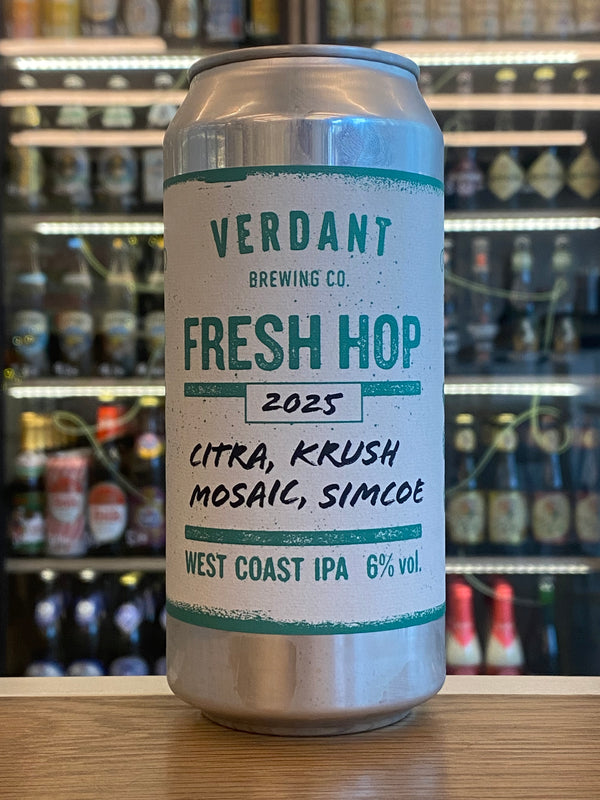 VERDANT
BREWING CO.
FRESH HOP
2025
CITRA, KRUSH
MOSAIC, SIMCOE
WEST COAST IPA 6% vol.